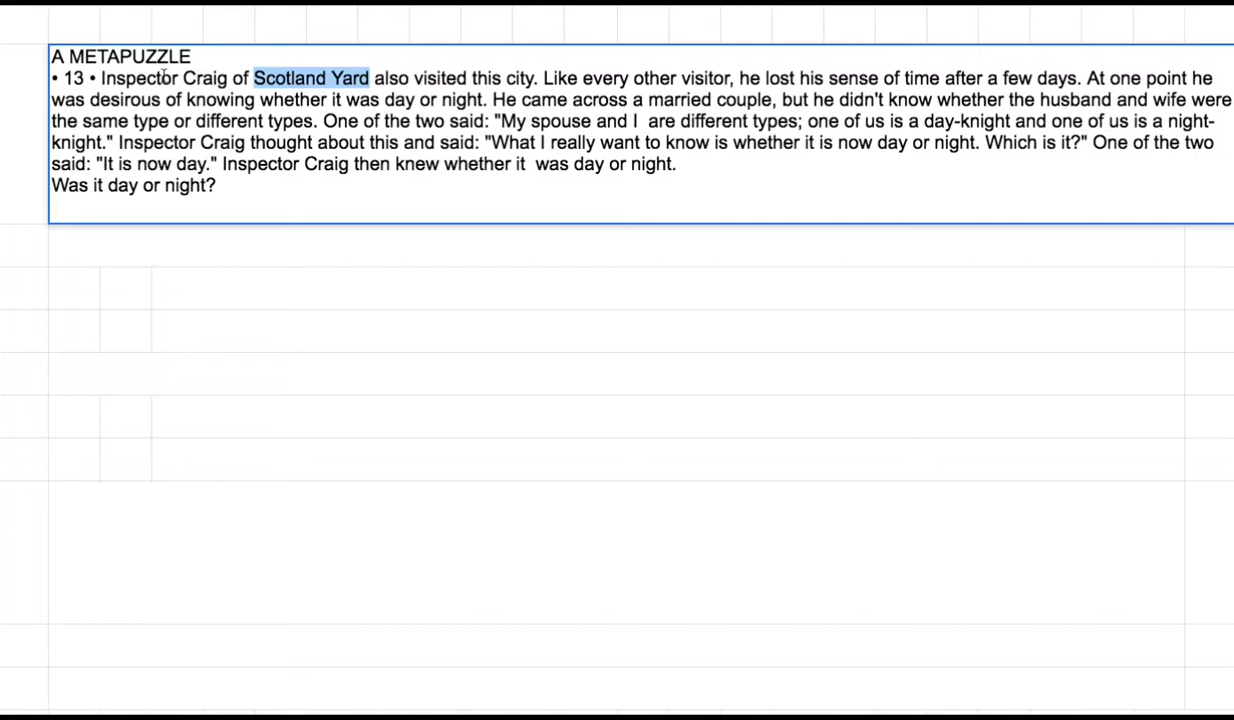 A METAPUZZLE
• 13 • Inspector Craig of Scotland Yard also visited this city. Like every other visitor, he lost his sense of time after a few days. At one point he
was desirous of knowing whether it was day or night. He came across a married couple, but he didn't know whether the husband and wife were
the same type or different types. One of the two said: "My spouse and I  are different types; one of us is a day-knight and one of us is a night-
knight." Inspector Craig thought about this and said: "What I really want to know is whether it is now day or night. Which is it?" One of the two
said: "It is now day." Inspector Craig then knew whether it  was day or night.
Was it day or night?